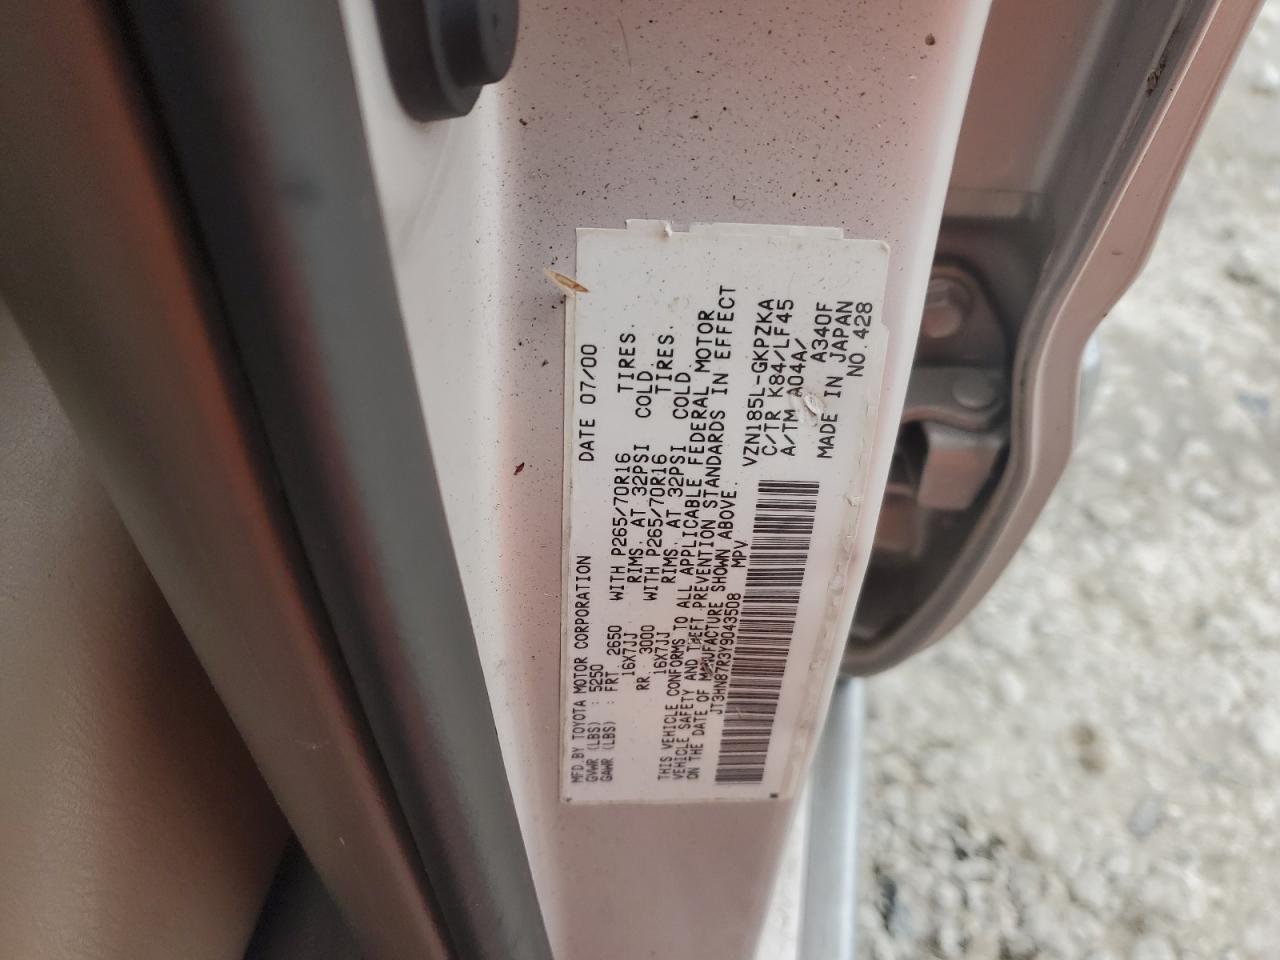 MFD. BY TOYOTA MOTOR CORPORATION DATE 07/00
GVWR (LBS) : 5250
GAWR (LBS) : FRT. 2650 WITH P265/70R16 TIRES.
16X7JJ RIMS. AT 32PSI COLD.
RR. 3000 WITH P265/70R16 TIRES.
16X7JJ RIMS. AT 32PSI COLD.
THIS VEHICLE CONFORMS TO ALL APPLICABLE FEDERAL MOTOR
VEHICLE SAFETY AND THEFT PREVENTION STANDARDS IN EFFECT
ON THE DATE OF MANUFACTURE SHOWN ABOVE.
JT3HN87R3Y9043508 MPV
VZN185L-GKPZKA
C/TR K84/LF45
A/TM A04A/
A340F
MADE IN JAPAN
NO.428